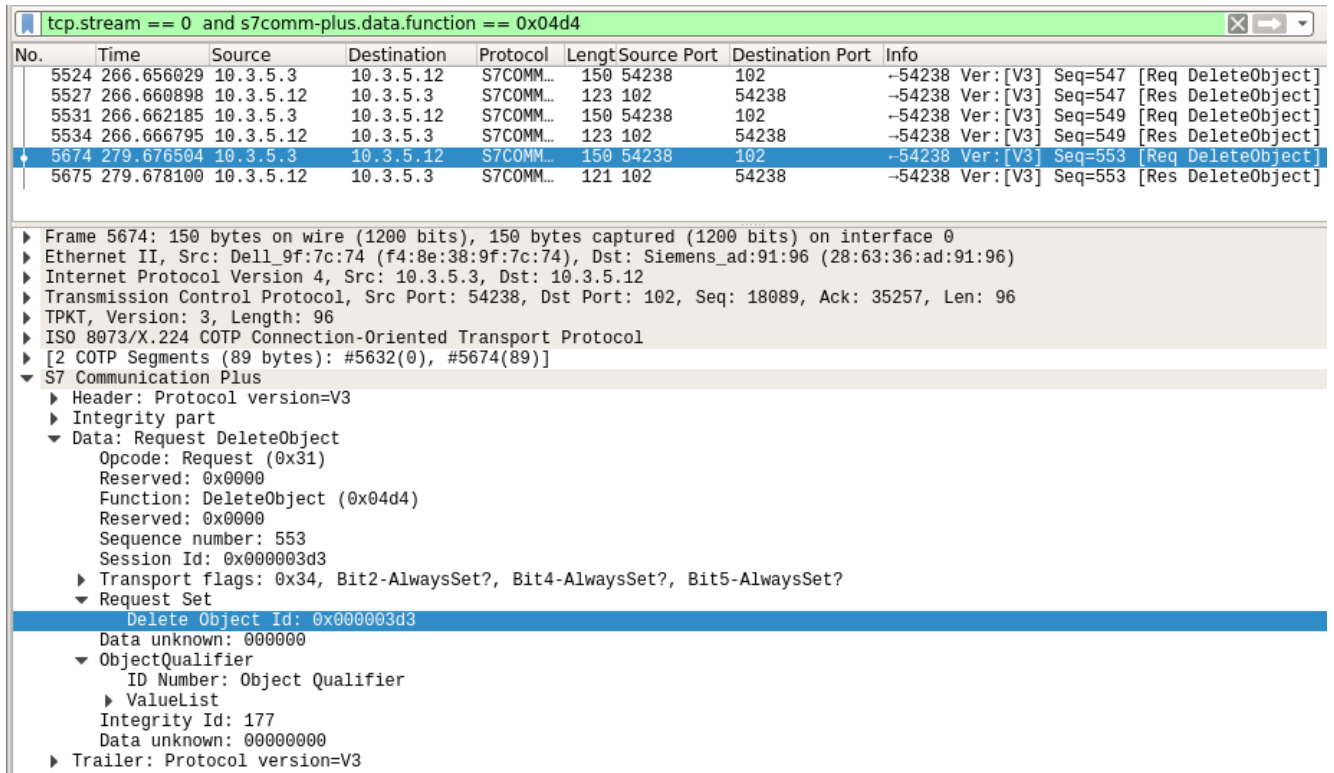 tcp.stream == 0 and s7comm-plus.data.function == 0x04d4
No. Time Source Destination Protocol Lengt Source Port Destination Port Info
5524 266.656029 10.3.5.3 10.3.5.12 S7COMM… 150 54238 102 ←54238 Ver:[V3] Seq=547 [Req DeleteObject]
5527 266.660898 10.3.5.12 10.3.5.3 S7COMM… 123 102 54238 →54238 Ver:[V3] Seq=547 [Res DeleteObject]
5531 266.662185 10.3.5.3 10.3.5.12 S7COMM… 150 54238 102 ←54238 Ver:[V3] Seq=549 [Req DeleteObject]
5534 266.666795 10.3.5.12 10.3.5.3 S7COMM… 123 102 54238 →54238 Ver:[V3] Seq=549 [Res DeleteObject]
5674 279.676504 10.3.5.3 10.3.5.12 S7COMM… 150 54238 102 ←54238 Ver:[V3] Seq=553 [Req DeleteObject]
5675 279.678100 10.3.5.12 10.3.5.3 S7COMM… 121 102 54238 →54238 Ver:[V3] Seq=553 [Res DeleteObject]
Frame 5674: 150 bytes on wire (1200 bits), 150 bytes captured (1200 bits) on interface 0
Ethernet II, Src: Dell_9f:7c:74 (f4:8e:38:9f:7c:74), Dst: Siemens_ad:91:96 (28:63:36:ad:91:96)
Internet Protocol Version 4, Src: 10.3.5.3, Dst: 10.3.5.12
Transmission Control Protocol, Src Port: 54238, Dst Port: 102, Seq: 18089, Ack: 35257, Len: 96
TPKT, Version: 3, Length: 96
ISO 8073/X.224 COTP Connection-Oriented Transport Protocol
[2 COTP Segments (89 bytes): #5632(0), #5674(89)]
S7 Communication Plus
Header: Protocol version=V3
Integrity part
Data: Request DeleteObject
Opcode: Request (0x31)
Reserved: 0x0000
Function: DeleteObject (0x04d4)
Reserved: 0x0000
Sequence number: 553
Session Id: 0x000003d3
Transport flags: 0x34, Bit2-AlwaysSet?, Bit4-AlwaysSet?, Bit5-AlwaysSet?
Request Set
Delete Object Id: 0x000003d3
Data unknown: 000000
ObjectQualifier
ID Number: Object Qualifier
ValueList
Integrity Id: 177
Data unknown: 00000000
Trailer: Protocol version=V3